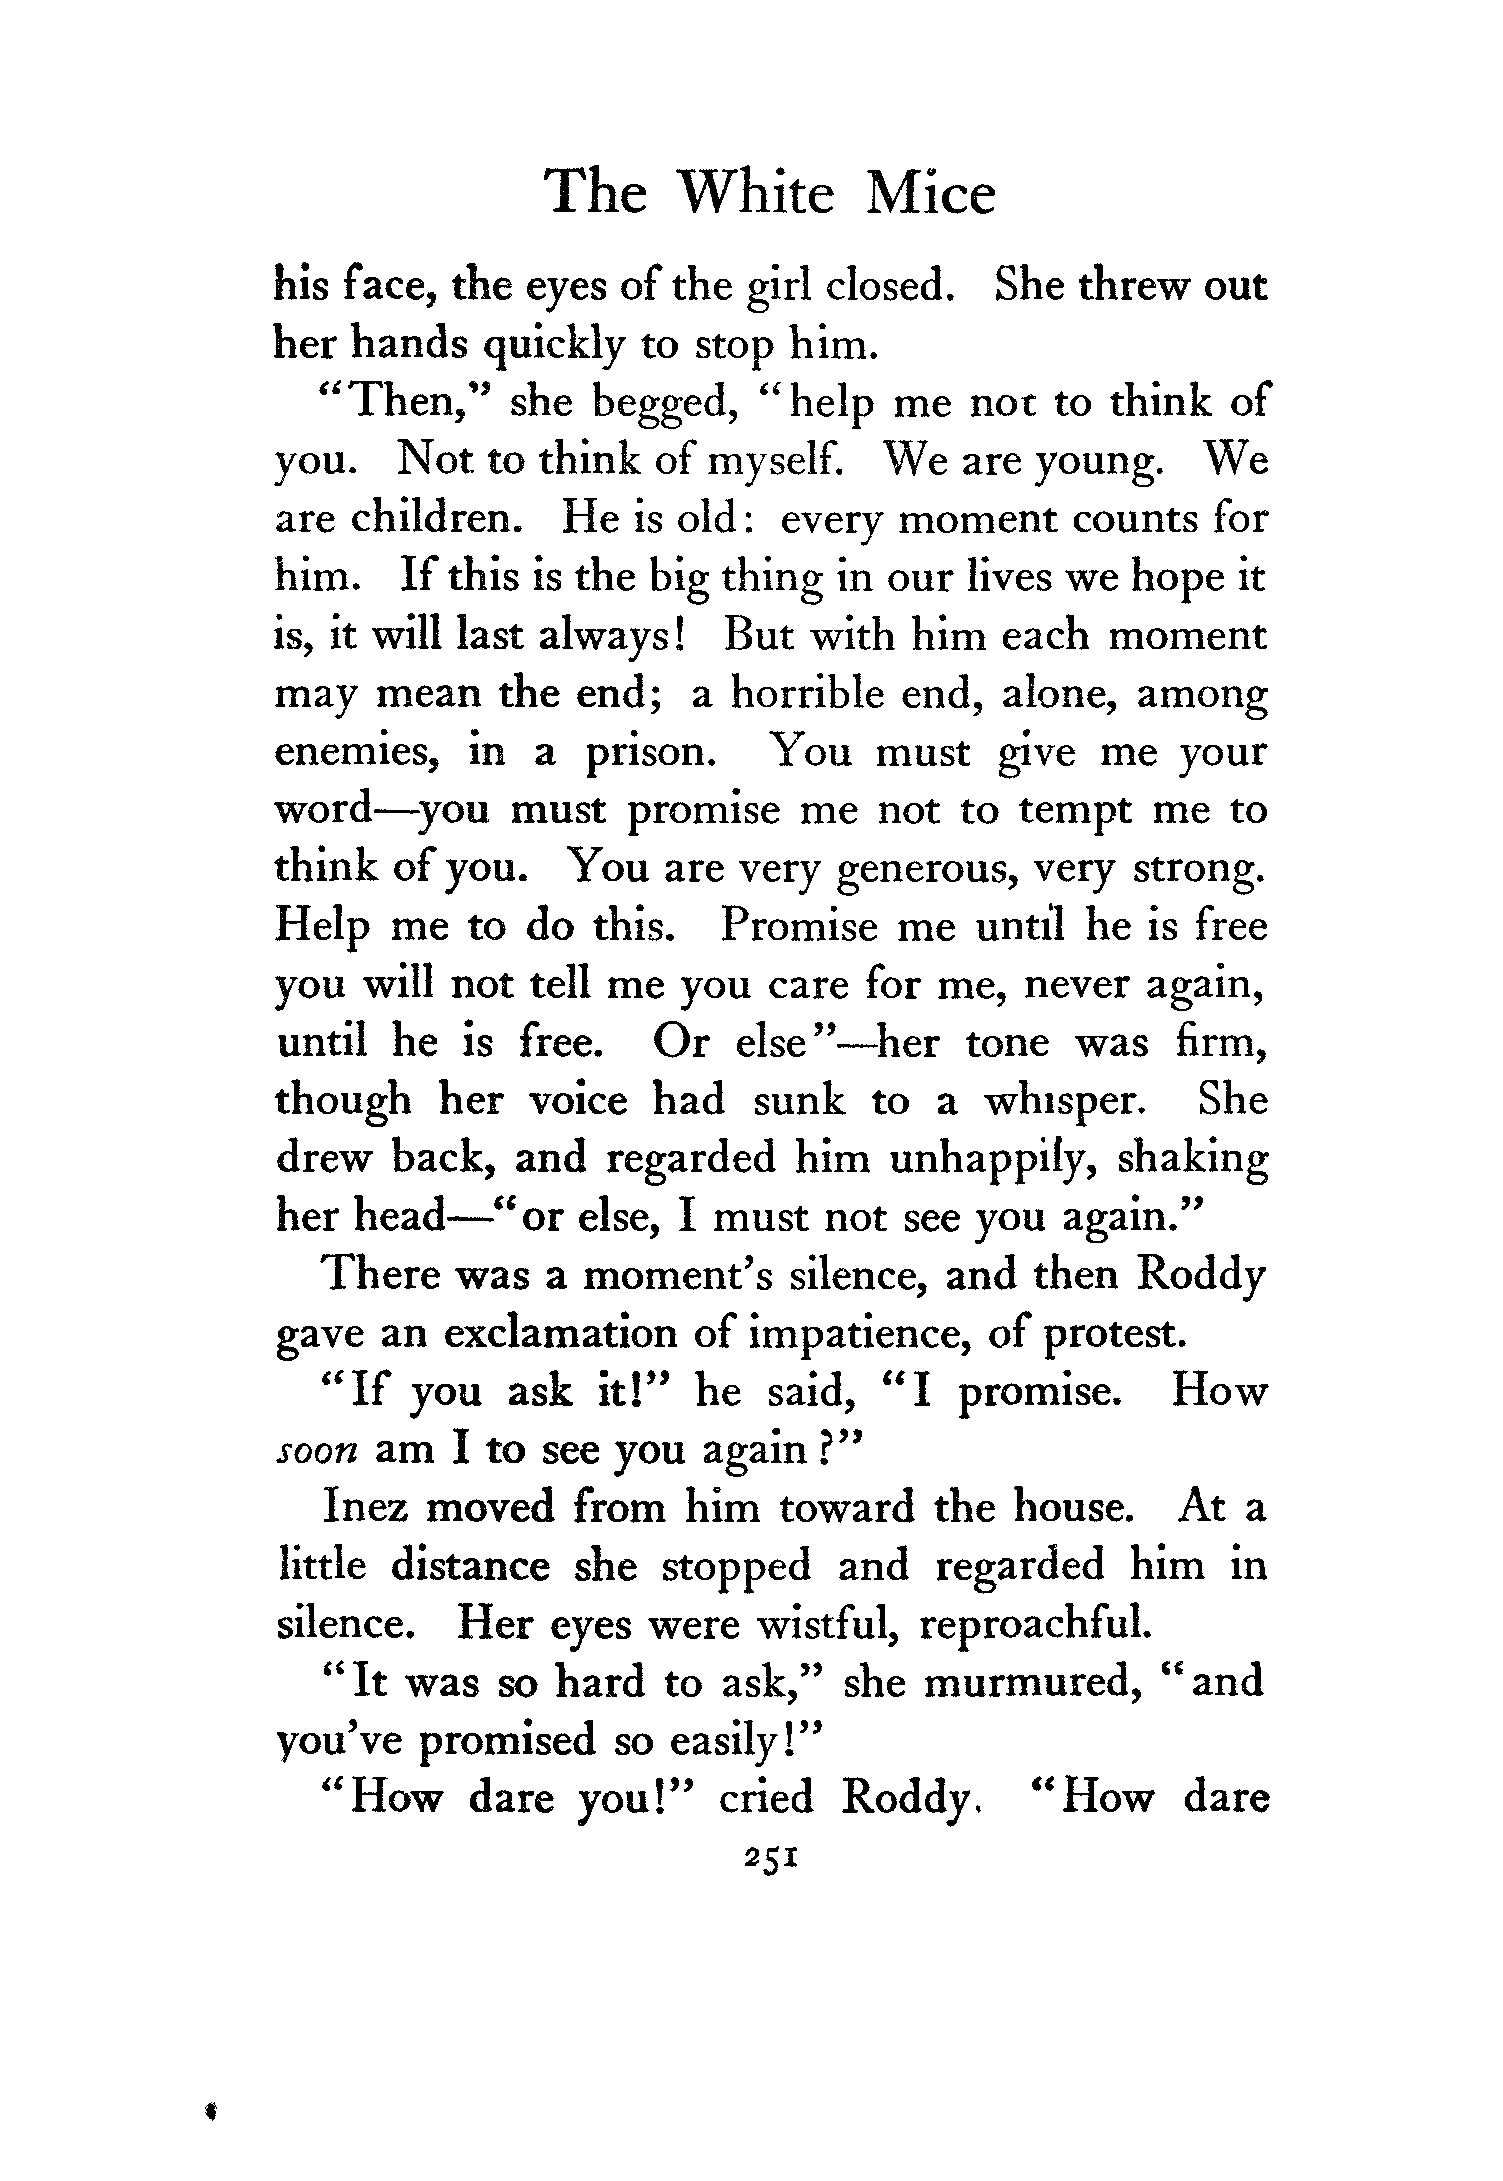 The White Mice
his face, the eyes of the girl closed. She threw out
her hands quickly to stop him.
“Then,” she begged, “help me not to think of
you. Not to think of myself. We are young. We
are children. He is old: every moment counts for
him. If this is the big thing in our lives we hope it
is, it will last always! But with him each moment
may mean the end; a horrible end, alone, among
enemies, in a prison. You must give me your
word—you must promise me not to tempt me to
think of you. You are very generous, very strong.
Help me to do this. Promise me until he is free
you will not tell me you care for me, never again,
until he is free. Or else”—her tone was firm,
though her voice had sunk to a whisper. She
drew back, and regarded him unhappily, shaking
her head—“or else, I must not see you again.”
There was a moment’s silence, and then Roddy
gave an exclamation of impatience, of protest.
“If you ask it!” he said, “I promise. How
soon am I to see you again?”
Inez moved from him toward the house. At a
little distance she stopped and regarded him in
silence. Her eyes were wistful, reproachful.
“It was so hard to ask,” she murmured, “and
you’ve promised so easily!”
“How dare you!” cried Roddy. “How dare
251